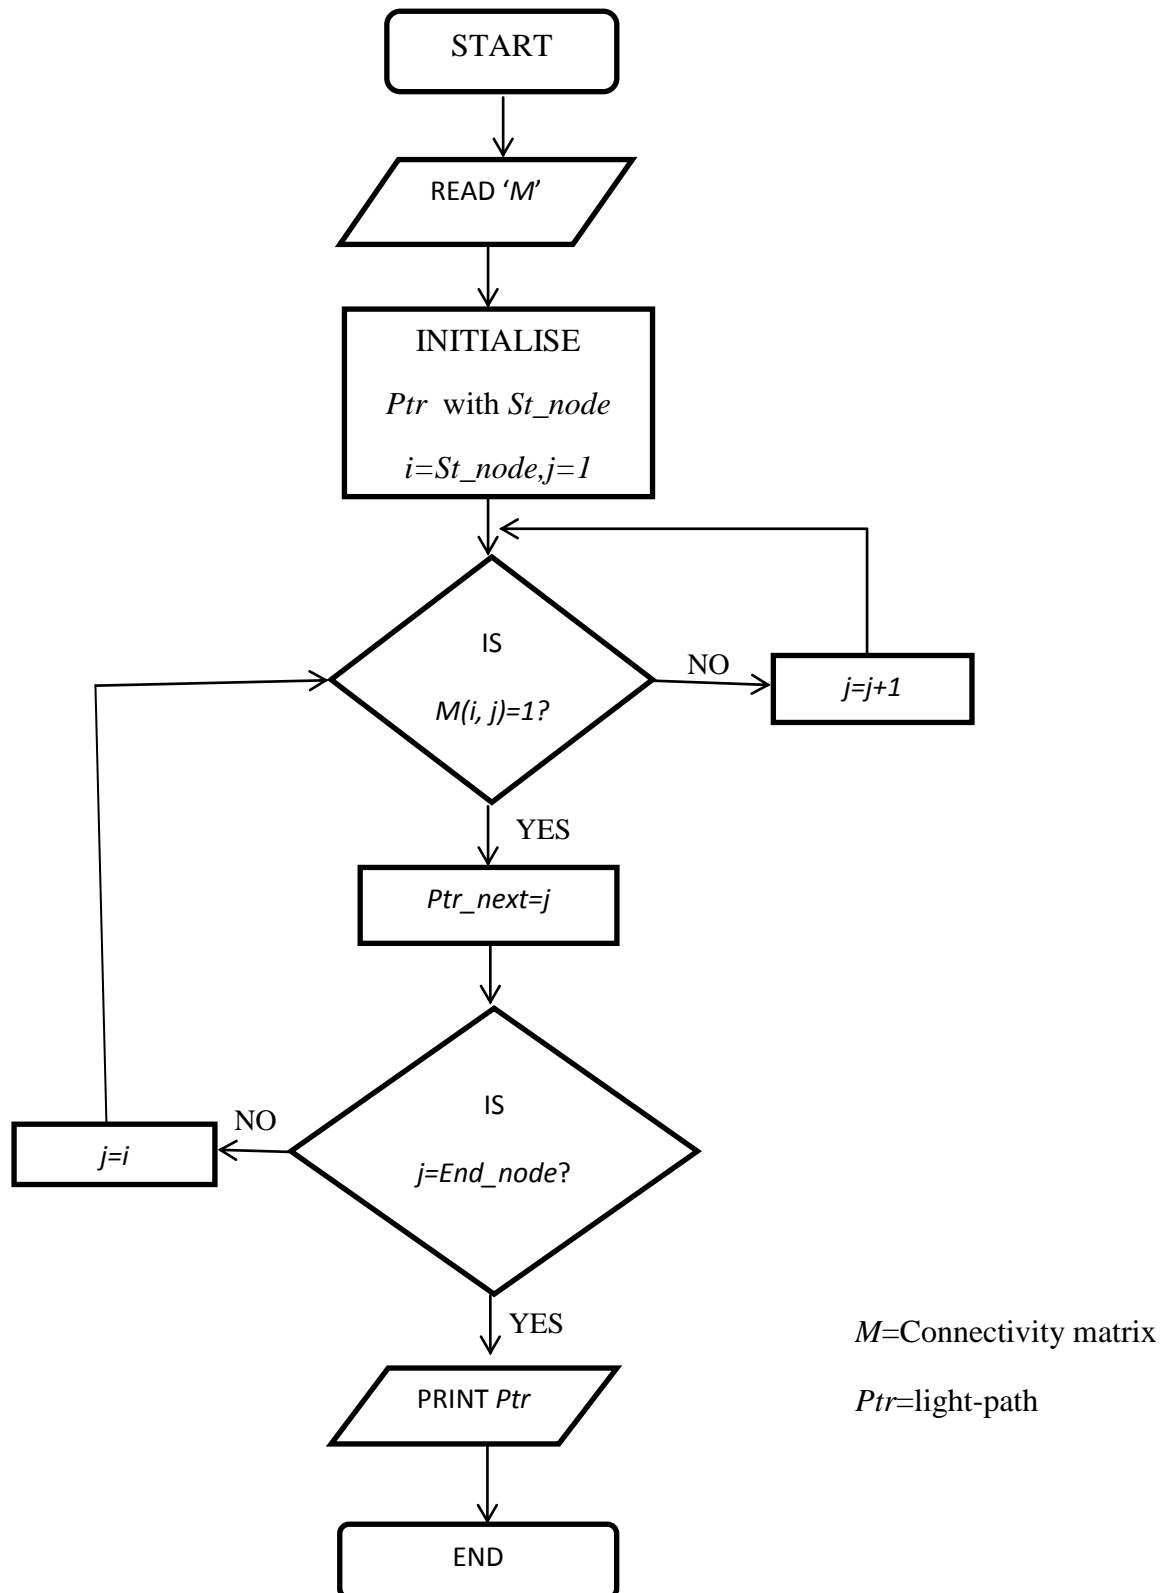 START
READ ‘M’
INITIALISE
Ptr with St_node
i=St_node,j=1
IS
M(i, j)=1?
NO
j=j+1
YES
Ptr_next=j
IS
j=End_node?
NO
j=i
YES
PRINT Ptr
END
M=Connectivity matrix
Ptr=light-path